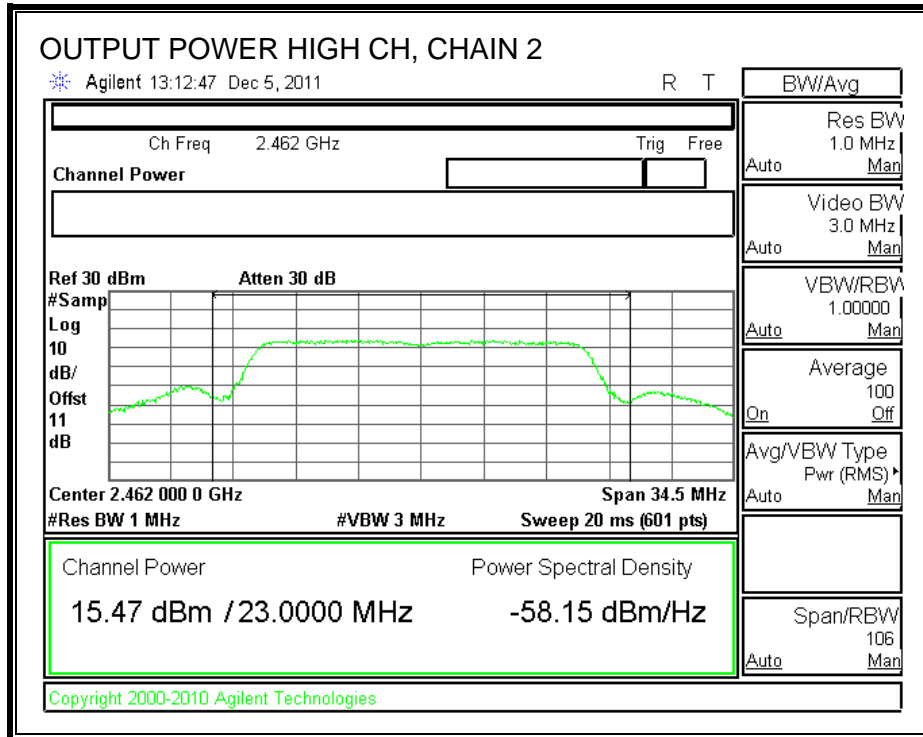 OUTPUT POWER HIGH CH, CHAIN 2
Agilent 13:12:47 Dec 5, 2011 R T
Ch Freq 2.462 GHz Trig Free
Channel Power
Ref 30 dBm Atten 30 dB
#Samp
Log
10
dB/
Offst
11
dB
Center 2.462 000 0 GHz Span 34.5 MHz
#Res BW 1 MHz #VBW 3 MHz Sweep 20 ms (601 pts)
Channel Power Power Spectral Density
15.47 dBm / 23.0000 MHz -58.15 dBm/Hz
Copyright 2000-2010 Agilent Technologies
BW/Avg
Res BW
1.0 MHz
Auto Man
Video BW
3.0 MHz
Auto Man
VBW/RBW
1.00000
Auto Man
Average
100
On Off
Avg/VBW Type
Pwr (RMS)
Auto Man
Span/RBW
106
Auto Man